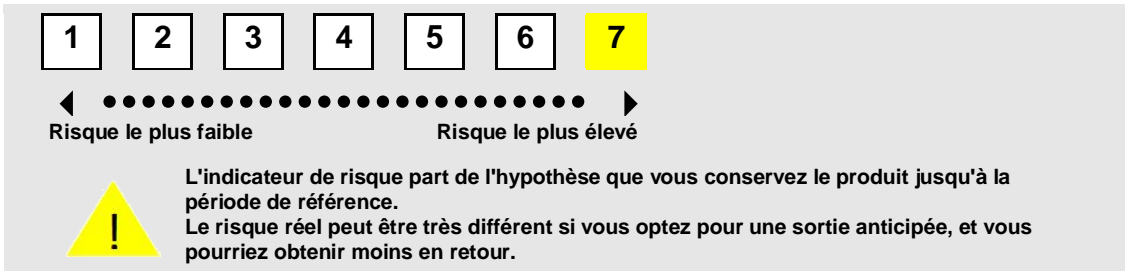 1 2 3 4 5 6 7
Risque le plus faible Risque le plus élevé
L'indicateur de risque part de l'hypothèse que vous conservez le produit jusqu'à la
période de référence.
Le risque réel peut être très différent si vous optez pour une sortie anticipée, et vous
pourriez obtenir moins en retour.
!